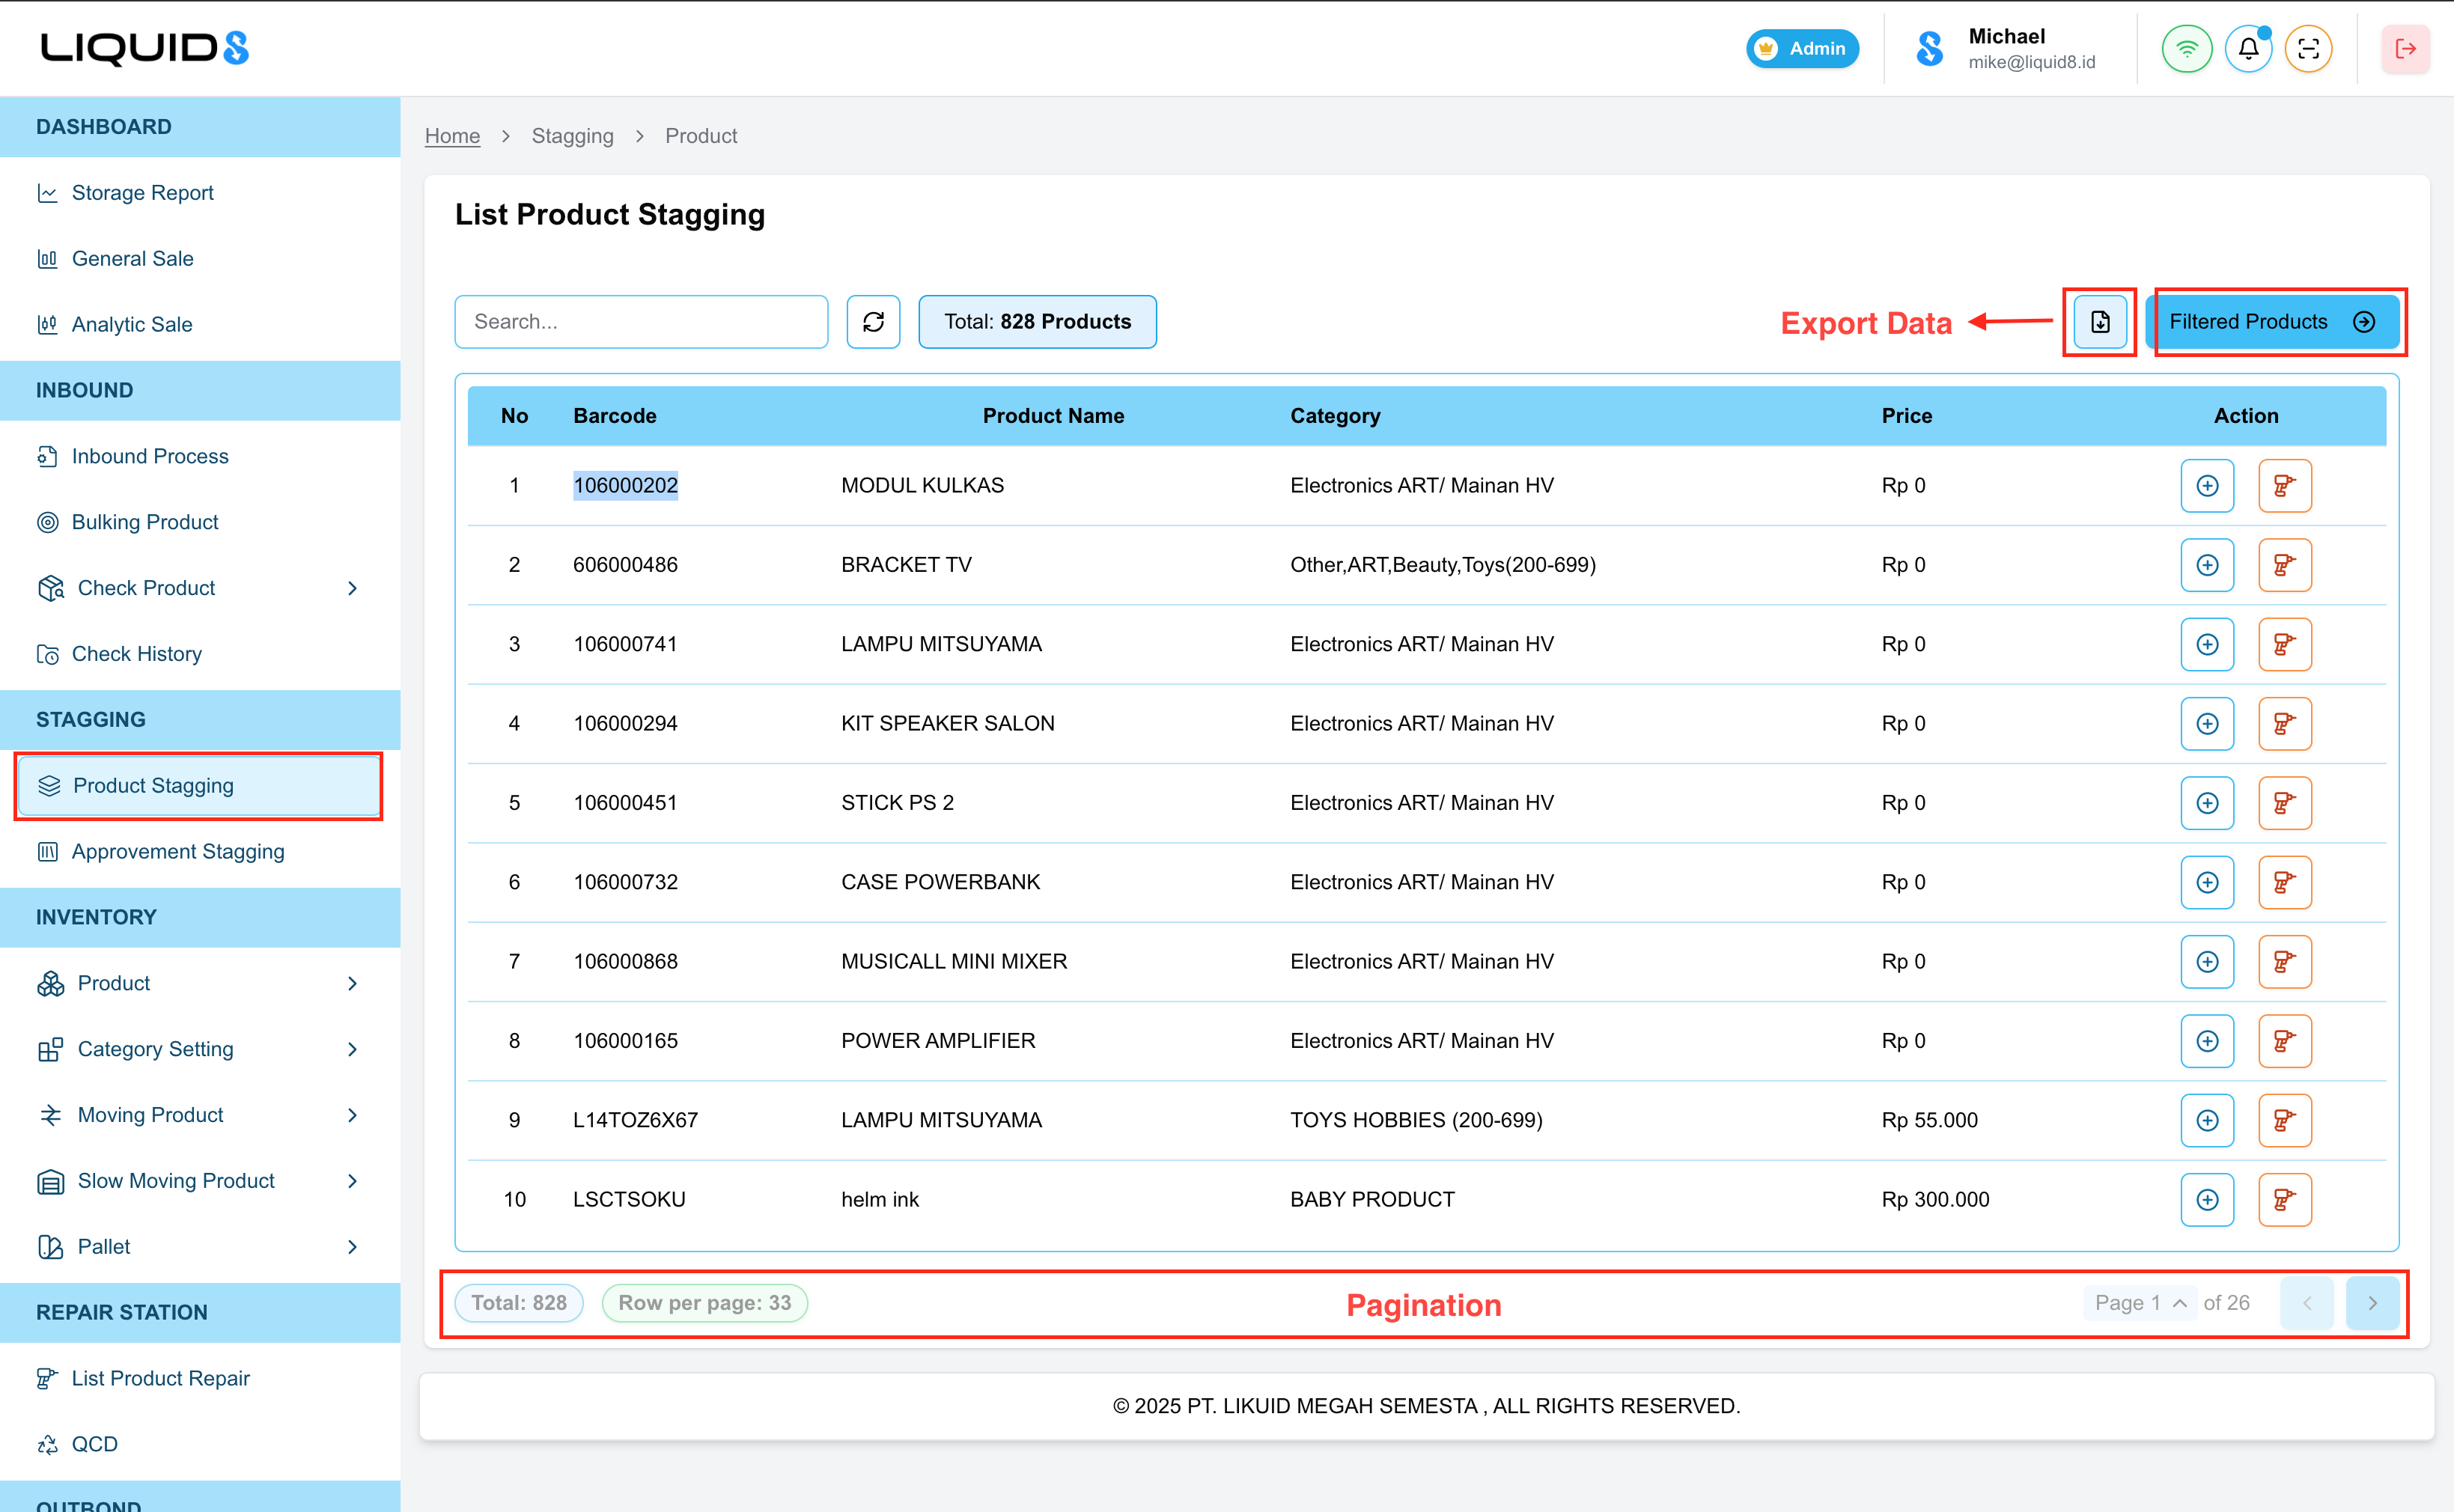 LIQUID8
Admin
Michael
mike@liquid8.id
DASHBOARD
Storage Report
General Sale
Analytic Sale
INBOUND
Inbound Process
Bulking Product
Check Product
Check History
STAGGING
Product Stagging
Approvement Stagging
INVENTORY
Product
Category Setting
Moving Product
Slow Moving Product
Pallet
REPAIR STATION
List Product Repair
QCD
OUTBOND
Home > Stagging > Product
List Product Stagging
Search...
Total: 828 Products
Export Data
Filtered Products
No Barcode Product Name Category Price Action
1 106000202 MODUL KULKAS Electronics ART/ Mainan HV Rp 0
2 606000486 BRACKET TV Other,ART,Beauty,Toys(200-699) Rp 0
3 106000741 LAMPU MITSUYAMA Electronics ART/ Mainan HV Rp 0
4 106000294 KIT SPEAKER SALON Electronics ART/ Mainan HV Rp 0
5 106000451 STICK PS 2 Electronics ART/ Mainan HV Rp 0
6 106000732 CASE POWERBANK Electronics ART/ Mainan HV Rp 0
7 106000868 MUSICALL MINI MIXER Electronics ART/ Mainan HV Rp 0
8 106000165 POWER AMPLIFIER Electronics ART/ Mainan HV Rp 0
9 L14TOZ6X67 LAMPU MITSUYAMA TOYS HOBBIES (200-699) Rp 55.000
10 LSCTSOKU helm ink BABY PRODUCT Rp 300.000
Total: 828
Row per page: 33
Pagination
Page 1 of 26
© 2025 PT. LIKUID MEGAH SEMESTA , ALL RIGHTS RESERVED.